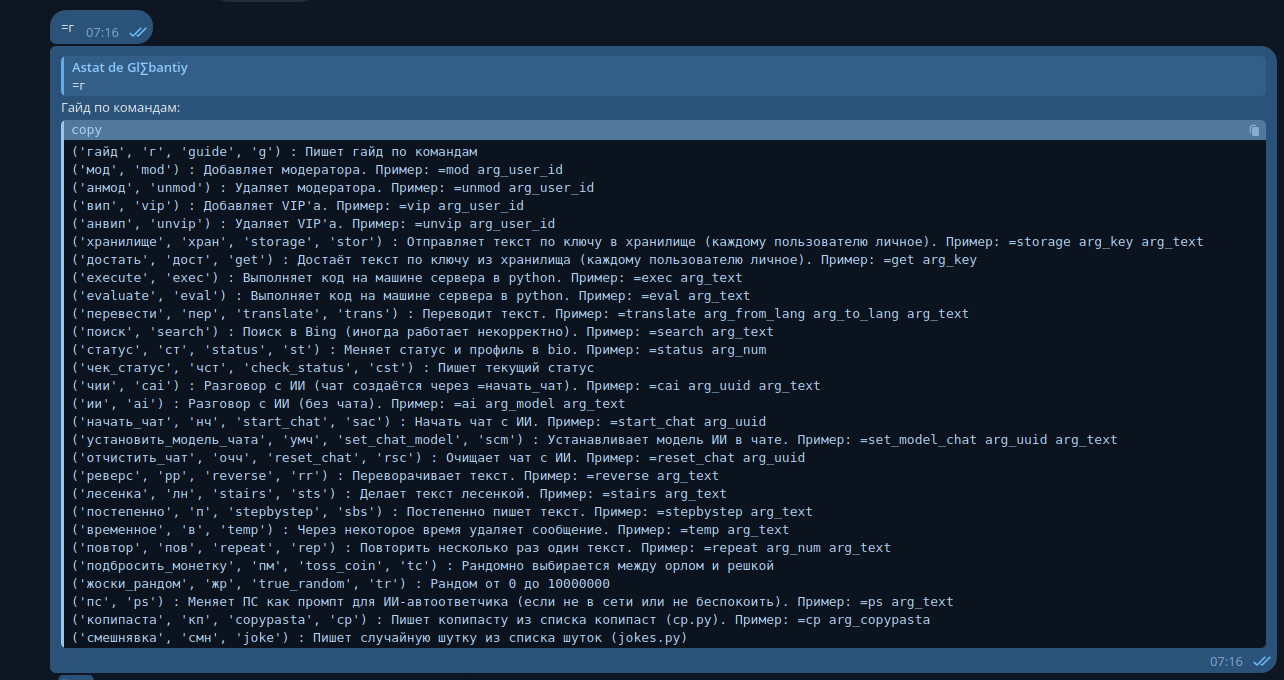 =г
07:16
Astat de Gl∑bantiy
=г
Гайд по командам:
copy
('гайд', 'г', 'guide', 'g') : Пишет гайд по командам
('мод', 'mod') : Добавляет модератора. Пример: =mod arg_user_id
('анмод', 'unmod') : Удаляет модератора. Пример: =unmod arg_user_id
('вип', 'vip') : Добавляет VIP'а. Пример: =vip arg_user_id
('анвип', 'unvip') : Удаляет VIP'а. Пример: =unvip arg_user_id
('хранилище', 'хран', 'storage', 'stor') : Отправляет текст по ключу в хранилище (каждому пользователю личное). Пример: =storage arg_key arg_text
('достать', 'дост', 'get') : Достаёт текст по ключу из хранилища (каждому пользователю личное). Пример: =get arg_key
('execute', 'exec') : Выполняет код на машине сервера в python. Пример: =exec arg_text
('evaluate', 'eval') : Выполняет код на машине сервера в python. Пример: =eval arg_text
('перевести', 'пер', 'translate', 'trans') : Переводит текст. Пример: =translate arg_from_lang arg_to_lang arg_text
('поиск', 'search') : Поиск в Bing (иногда работает некорректно). Пример: =search arg_text
('статус', 'ст', 'status', 'st') : Меняет статус и профиль в bio. Пример: =status arg_num
('чек_статус', 'чст', 'check_status', 'cst') : Пишет текущий статус
('чии', 'cai') : Разговор с ИИ (чат создаётся через =начать_чат). Пример: =cai arg_uuid arg_text
('ии', 'ai') : Разговор с ИИ (без чата). Пример: =ai arg_model arg_text
('начать_чат', 'нч', 'start_chat', 'sac') : Начать чат с ИИ. Пример: =start_chat arg_uuid
('установить_модель_чата', 'умч', 'set_chat_model', 'scm') : Устанавливает модель ИИ в чате. Пример: =set_model_chat arg_uuid arg_text
('отчистить_чат', 'очч', 'reset_chat', 'rsc') : Очищает чат с ИИ. Пример: =reset_chat arg_uuid
('реверс', 'рр', 'reverse', 'rr') : Переворачивает текст. Пример: =reverse arg_text
('лесенка', 'лн', 'stairs', 'sts') : Делает текст лесенкой. Пример: =stairs arg_text
('постепенно', 'п', 'stepbystep', 'sbs') : Постепенно пишет текст. Пример: =stepbystep arg_text
('временное', 'в', 'temp') : Через некоторое время удаляет сообщение. Пример: =temp arg_text
('повтор', 'пов', 'repeat', 'rep') : Повторить несколько раз один текст. Пример: =repeat arg_num arg_text
('подбросить_монетку', 'пм', 'toss_coin', 'tc') : Рандомно выбирается между орлом и решкой
('жоски_рандом', 'жр', 'true_random', 'tr') : Рандом от 0 до 10000000
('пс', 'ps') : Меняет ПС как промпт для ИИ-автоответчика (если не в сети или не беспокоить). Пример: =ps arg_text
('копипаста', 'кп', 'copypasta', 'cp') : Пишет копипасту из списка копипаст (cp.py). Пример: =cp arg_copypasta
('смешнявка', 'смн', 'joke') : Пишет случайную шутку из списка шуток (jokes.py)
07:16